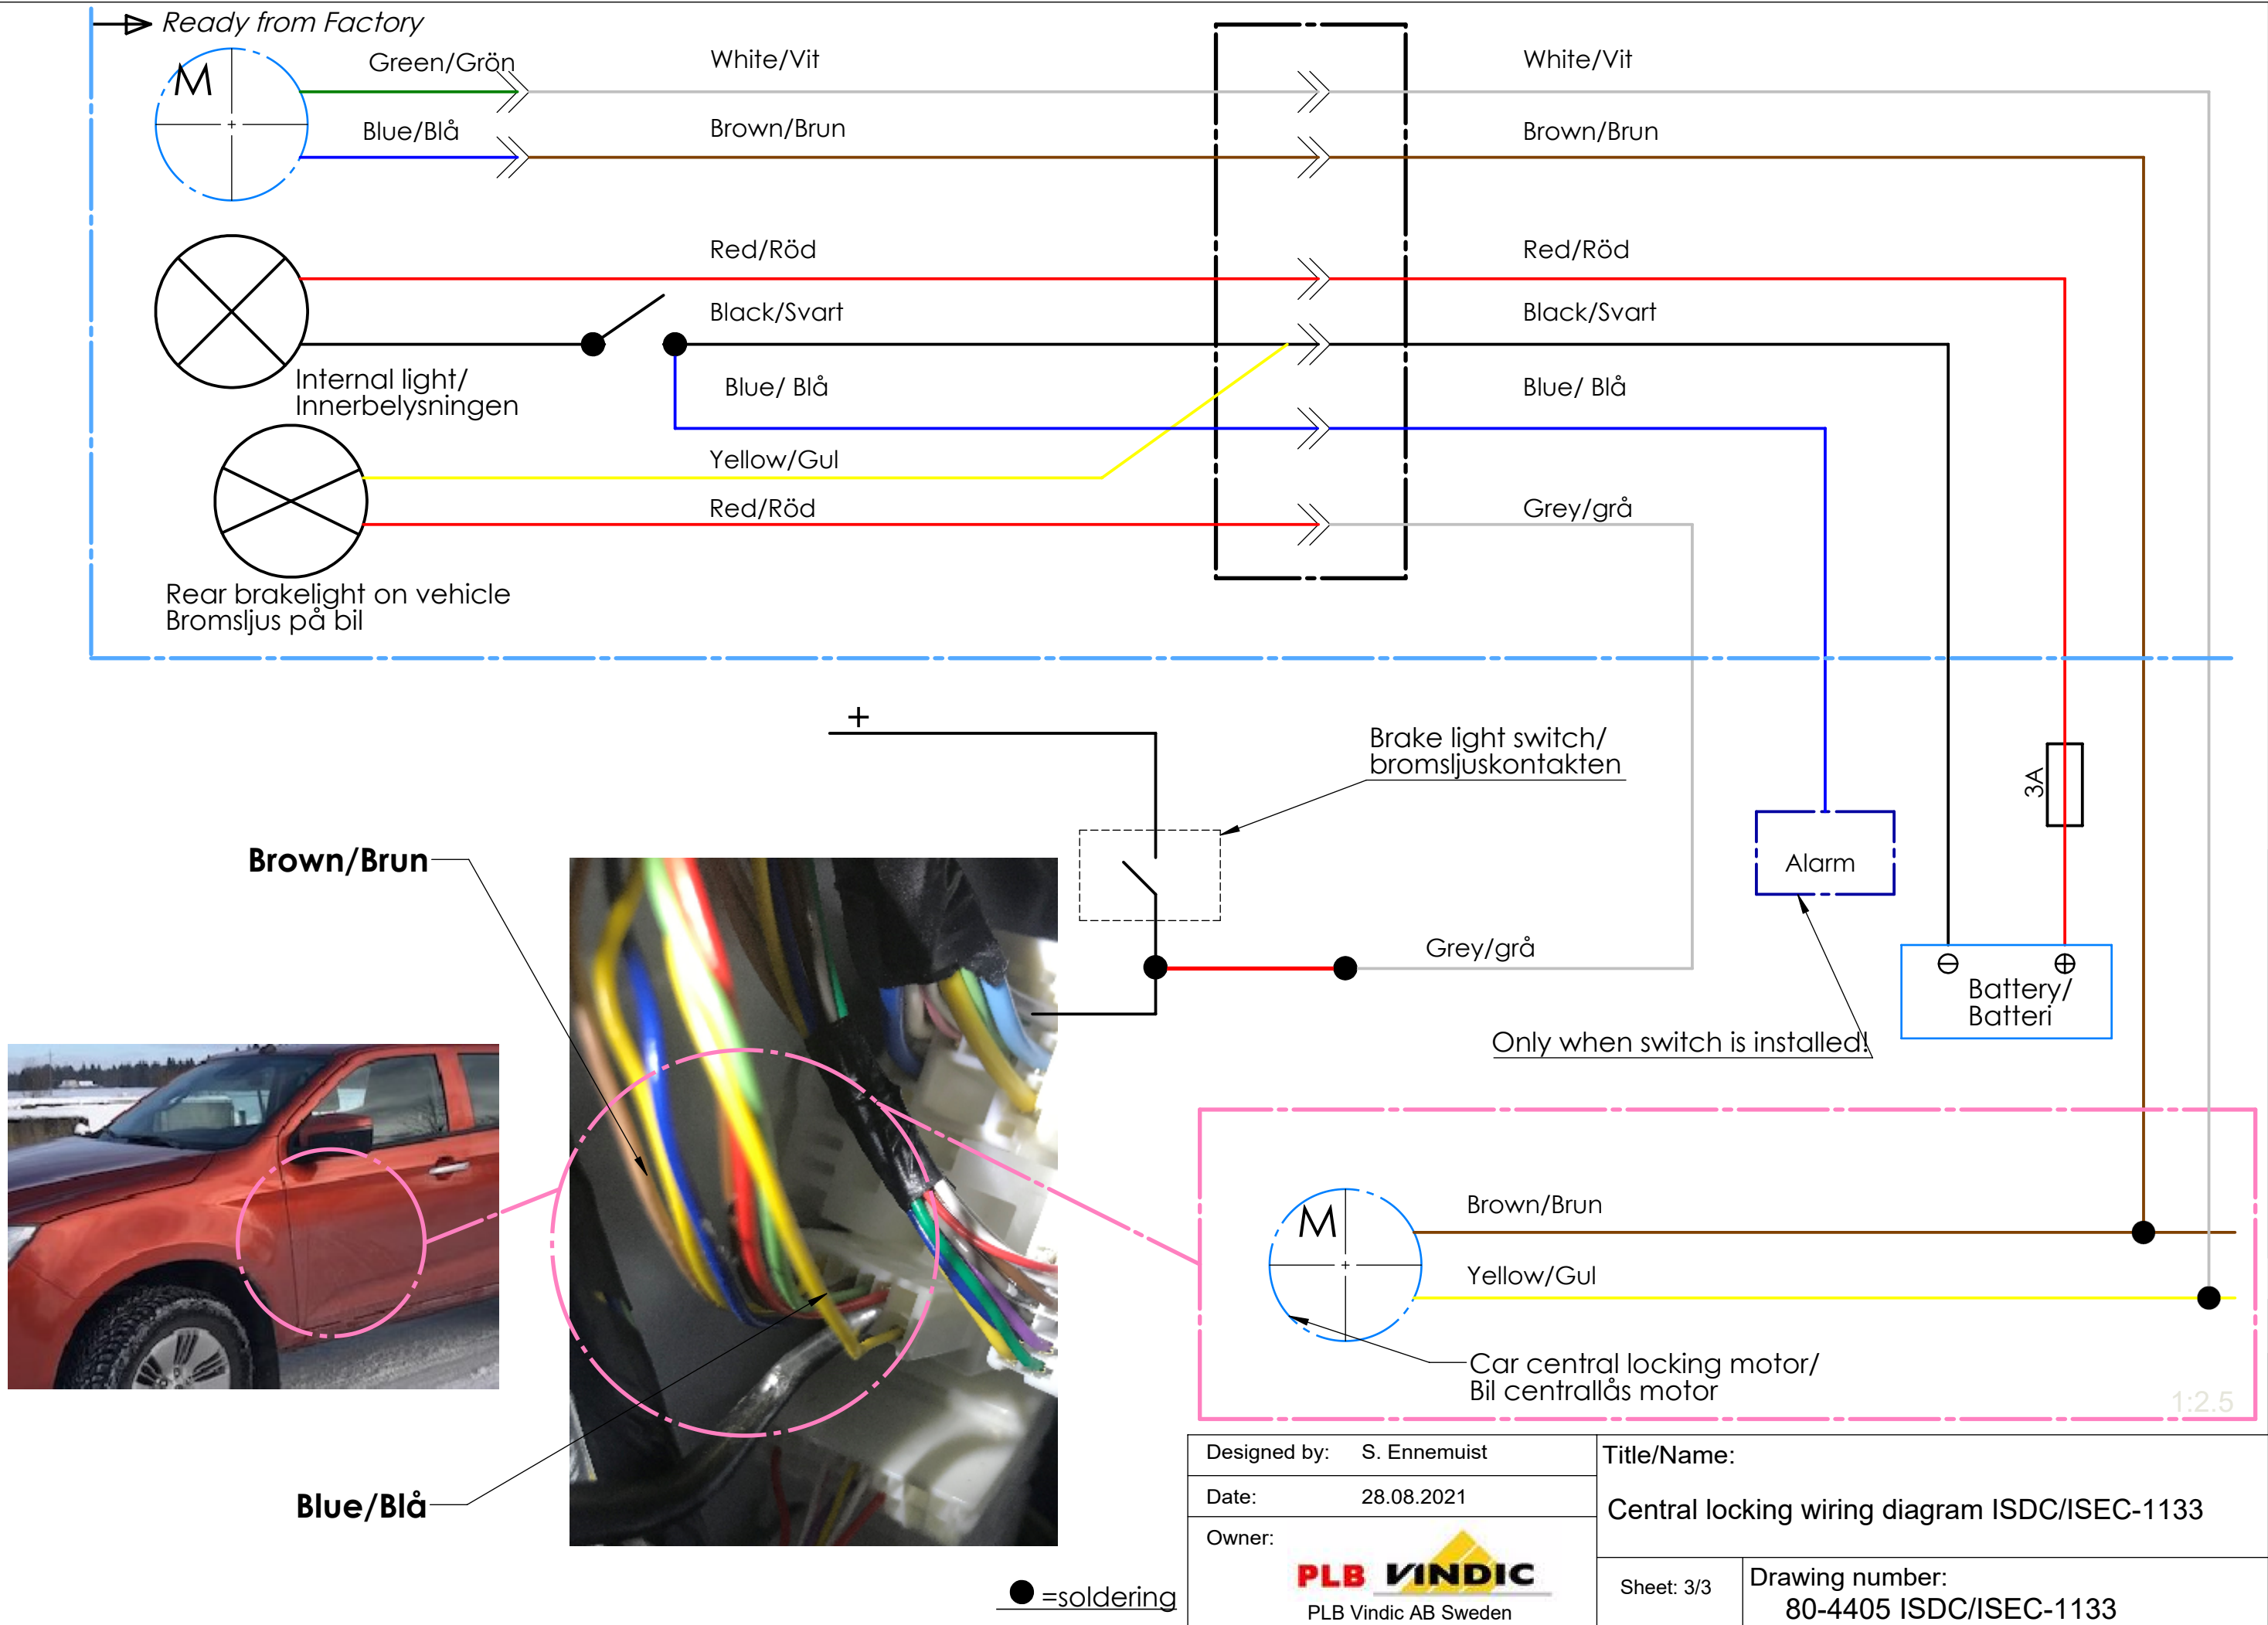 Ready from Factory
M
Green/Grön
White/Vit
White/Vit
Blue/Blå
Brown/Brun
Brown/Brun
Red/Röd
Red/Röd
Black/Svart
Black/Svart
Internal light/
Innerbelysningen
Blue/ Blå
Blue/ Blå
Yellow/Gul
Red/Röd
Grey/grå
Rear brakelight on vehicle
Bromsljus på bil
+
Brake light switch/
bromsljuskontakten
3A
Brown/Brun
Alarm
Grey/grå
Battery/
Batteri
Only when switch is installed!
M
Brown/Brun
Yellow/Gul
Car central locking motor/
Bil centrallås motor
1:2.5
Blue/Blå
=soldering
Designed by: S. Ennemuist
Date: 28.08.2021
Owner:
PLB VINDIC
PLB Vindic AB Sweden
Title/Name:
Central locking wiring diagram ISDC/ISEC-1133
Sheet: 3/3
Drawing number:
80-4405 ISDC/ISEC-1133